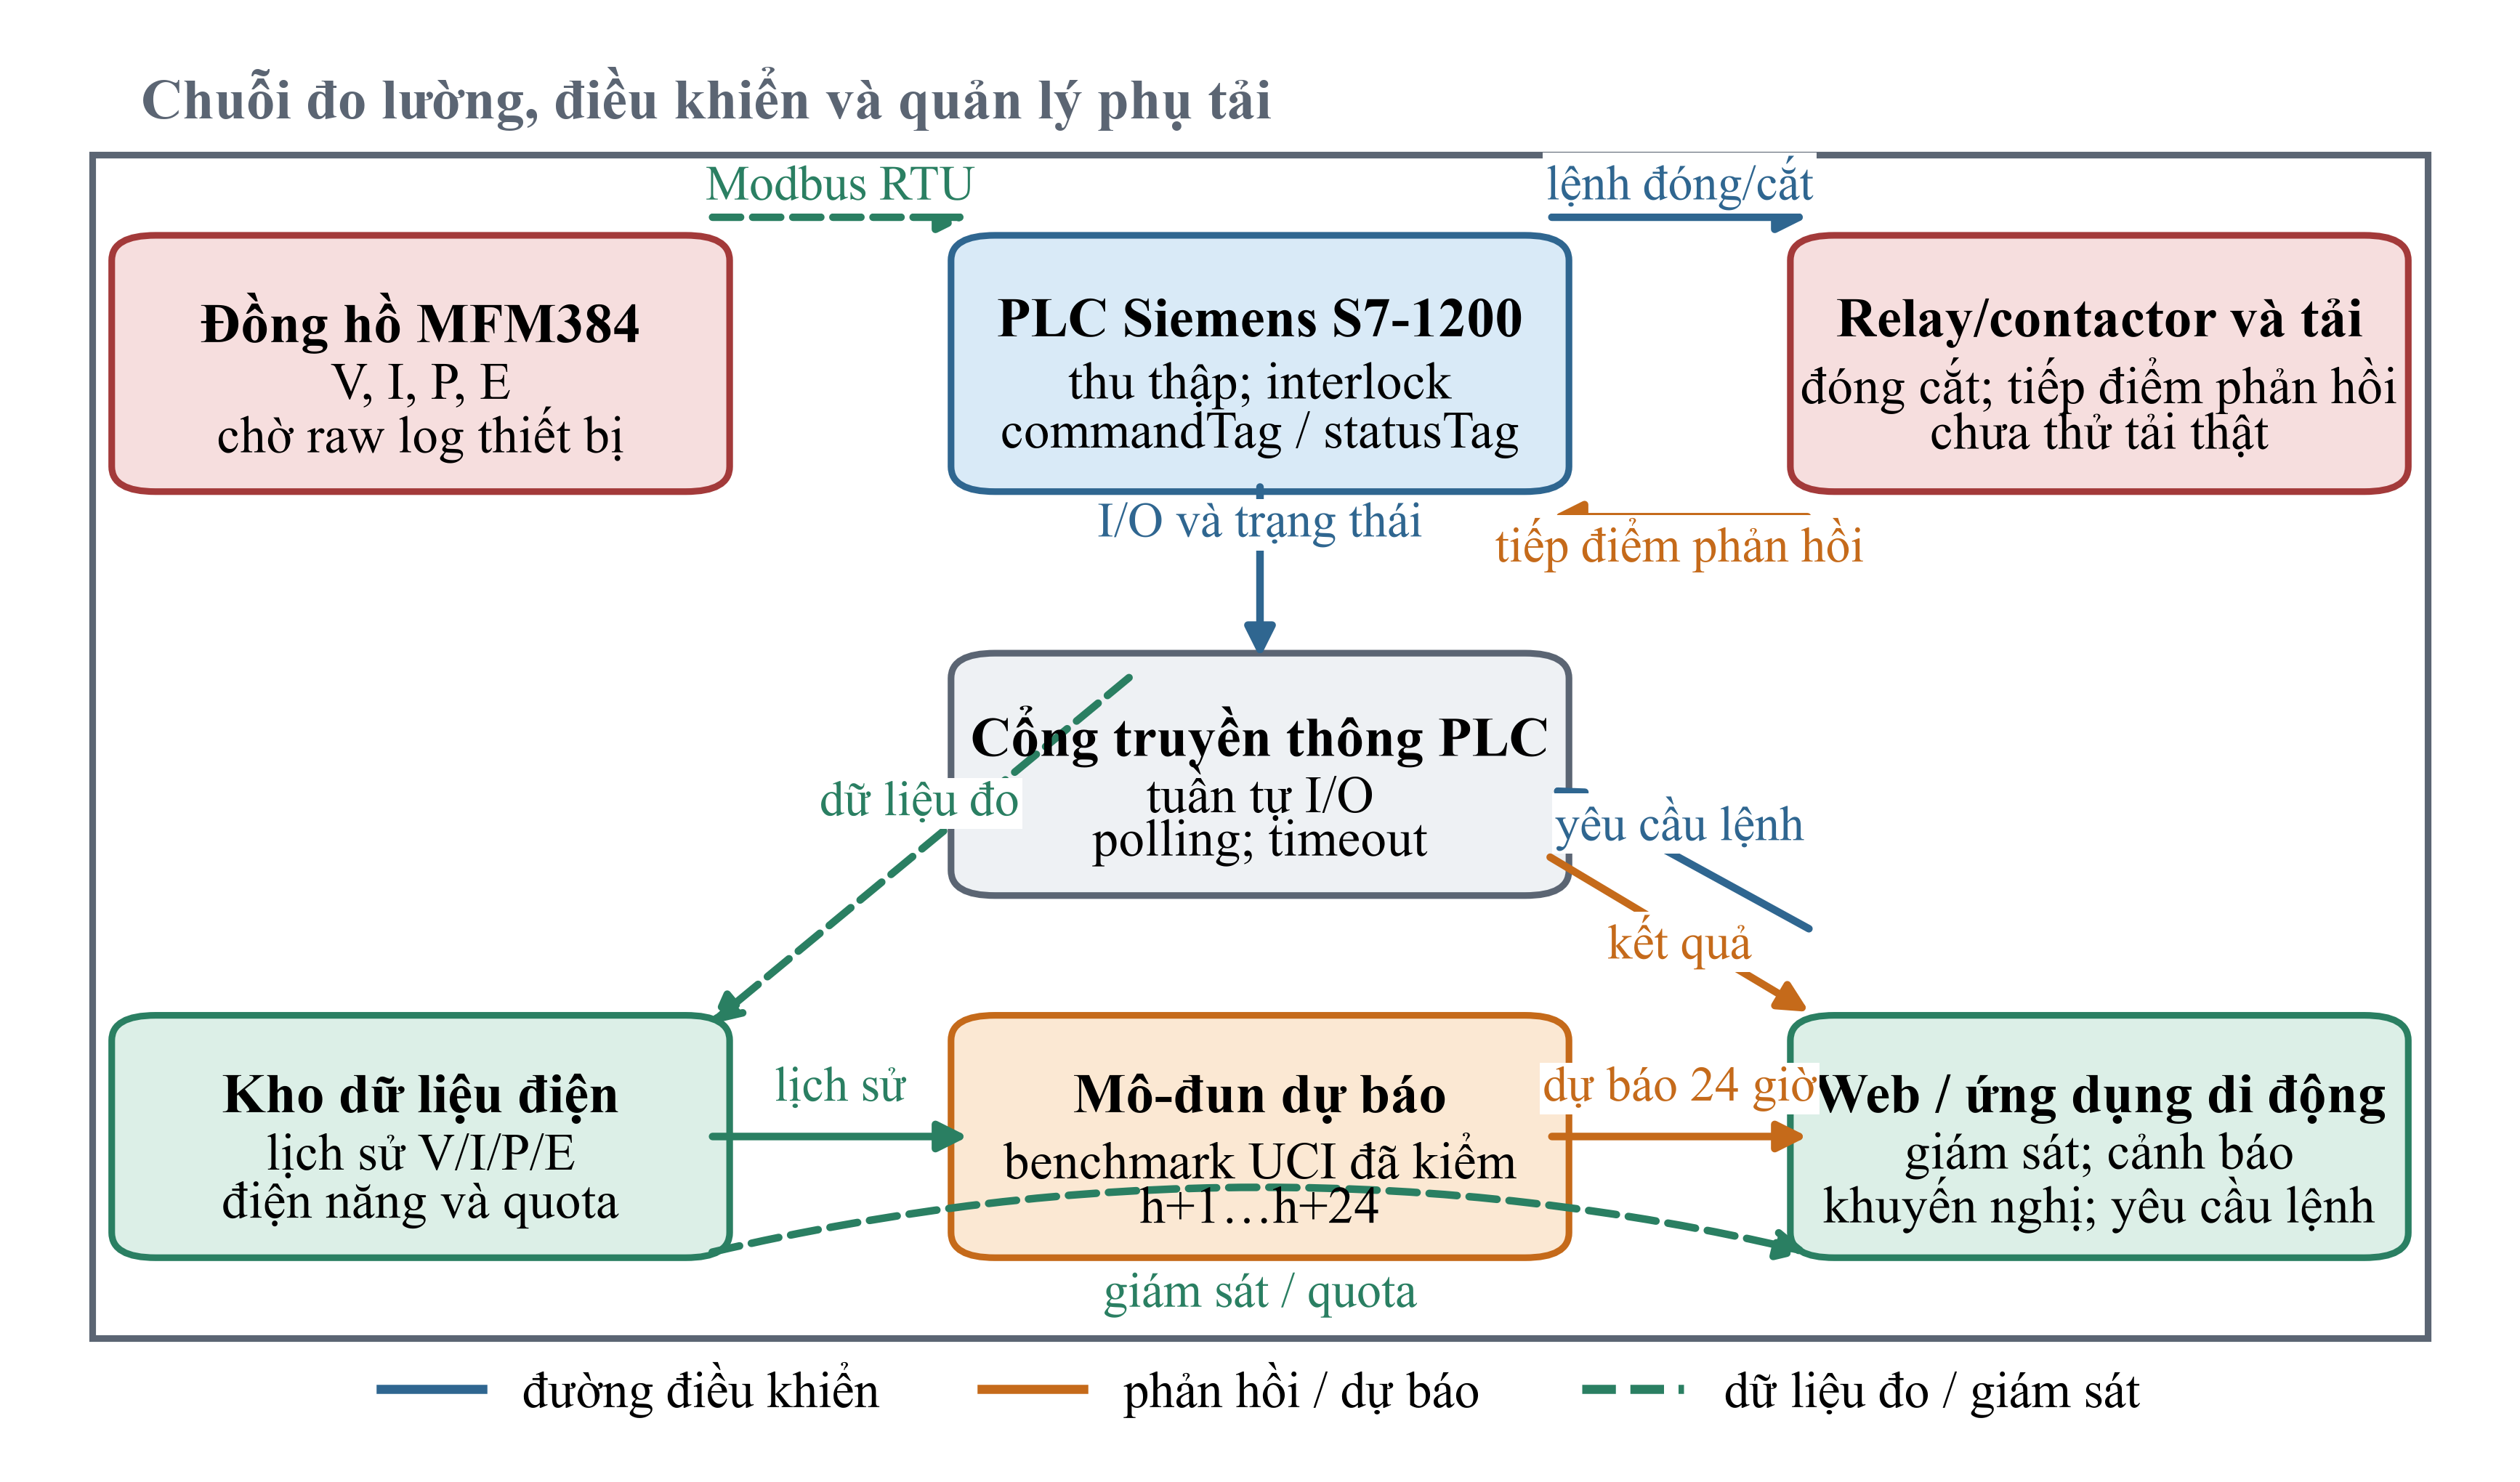 Chuỗi đo lường, điều khiển và quản lý phụ tải
Modbus RTU
lệnh đóng/cắt
Đồng hồ MFM384
V, I, P, E
chờ raw log thiết bị
PLC Siemens S7-1200
thu thập; interlock
commandTag / statusTag
Relay/contactor và tải
đóng cắt; tiếp điểm phản hồi
chưa thử tải thật
I/O và trạng thái
tiếp điểm phản hồi
Cổng truyền thông PLC
tuần tự I/O
polling; timeout
dữ liệu đo
yêu cầu lệnh
kết quả
Kho dữ liệu điện
lịch sử V/I/P/E
điện năng và quota
lịch sử
Mô-đun dự báo
benchmark UCI đã kiểm
h+1…h+24
dự báo 24 giờ
Web / ứng dụng di động
giám sát; cảnh báo
khuyến nghị; yêu cầu lệnh
giám sát / quota
đường điều khiển
phản hồi / dự báo
dữ liệu đo / giám sát